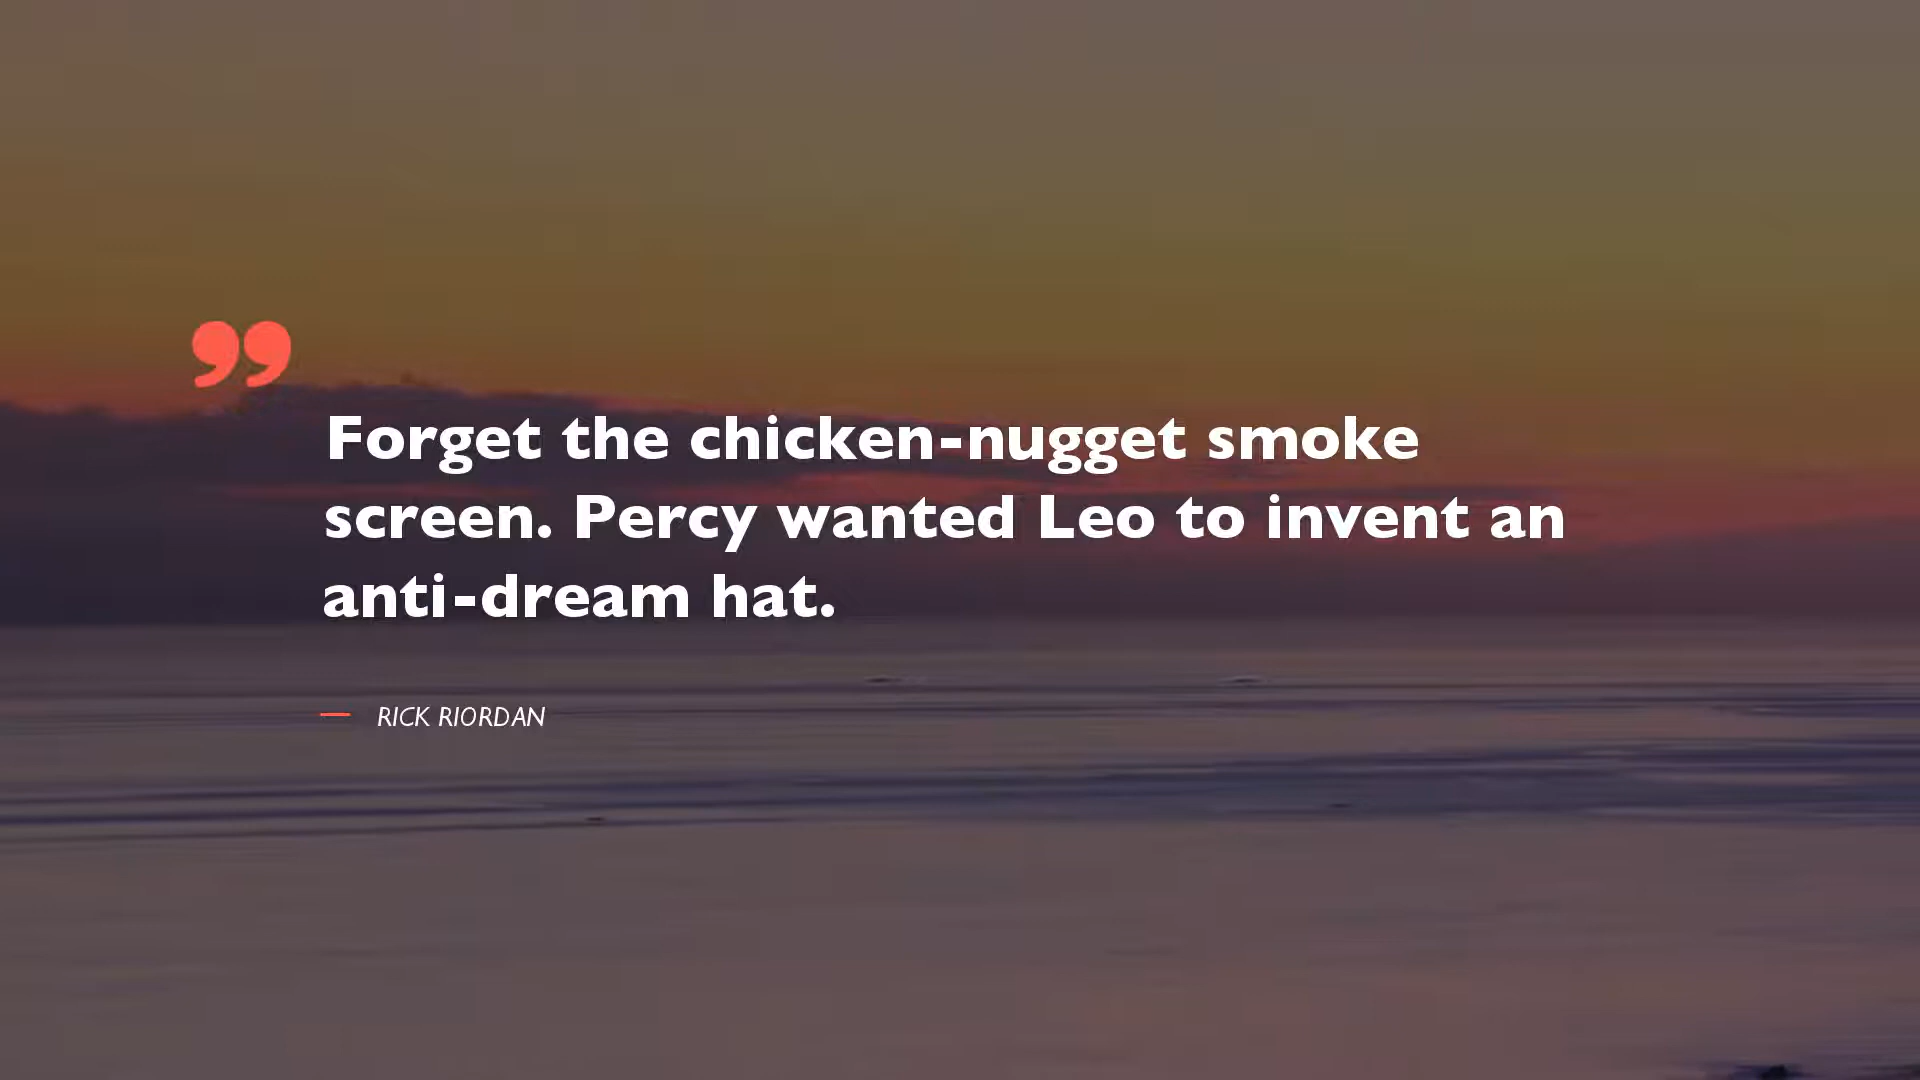 ”
Forget the chicken-nugget smoke
screen. Percy wanted Leo to invent an
anti-dream hat.
— RICK RIORDAN